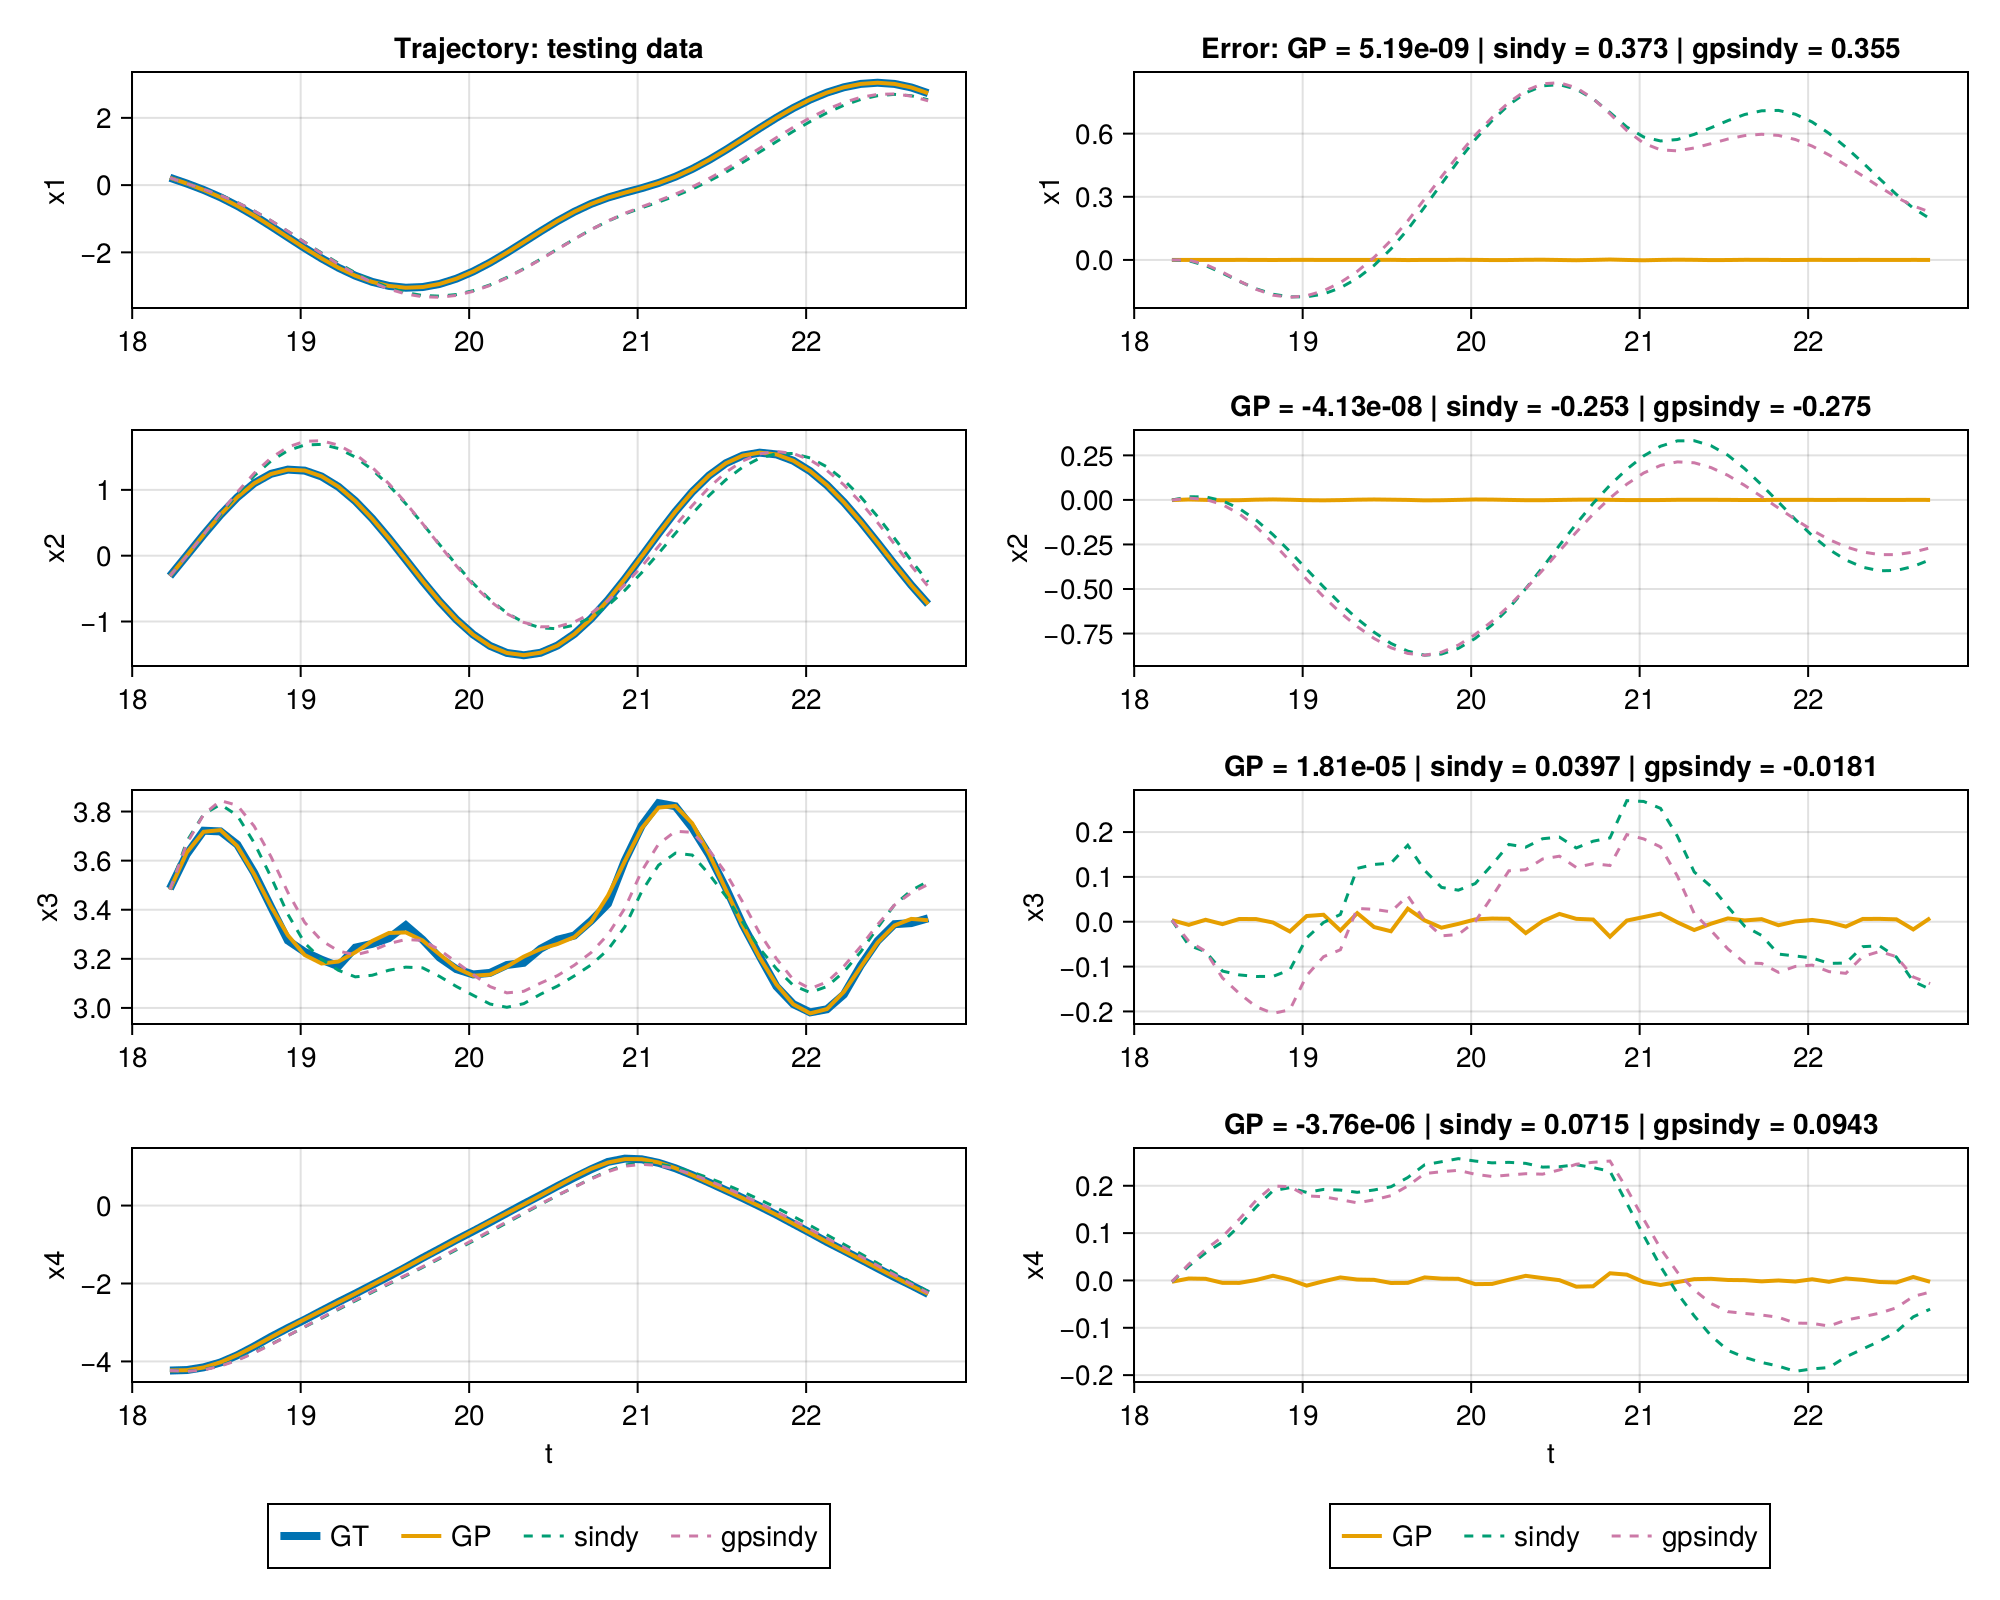 Trajectory: testing data
x1
2
0
−2
18 19 20 21 22
Error: GP = 5.19e-09 | sindy = 0.373 | gpsindy = 0.355
x1
0.6
0.3
0.0
18 19 20 21 22
x2
1
0
−1
18 19 20 21 22
GP = -4.13e-08 | sindy = -0.253 | gpsindy = -0.275
x2
0.25
0.00
−0.25
−0.50
−0.75
18 19 20 21 22
x3
3.8
3.6
3.4
3.2
3.0
18 19 20 21 22
GP = 1.81e-05 | sindy = 0.0397 | gpsindy = -0.0181
x3
0.2
0.1
0.0
−0.1
−0.2
18 19 20 21 22
x4
0
−2
−4
18 19 20 21 22
t
GP = -3.76e-06 | sindy = 0.0715 | gpsindy = 0.0943
x4
0.2
0.1
0.0
−0.1
−0.2
18 19 20 21 22
t
GT GP sindy gpsindy
GP sindy gpsindy